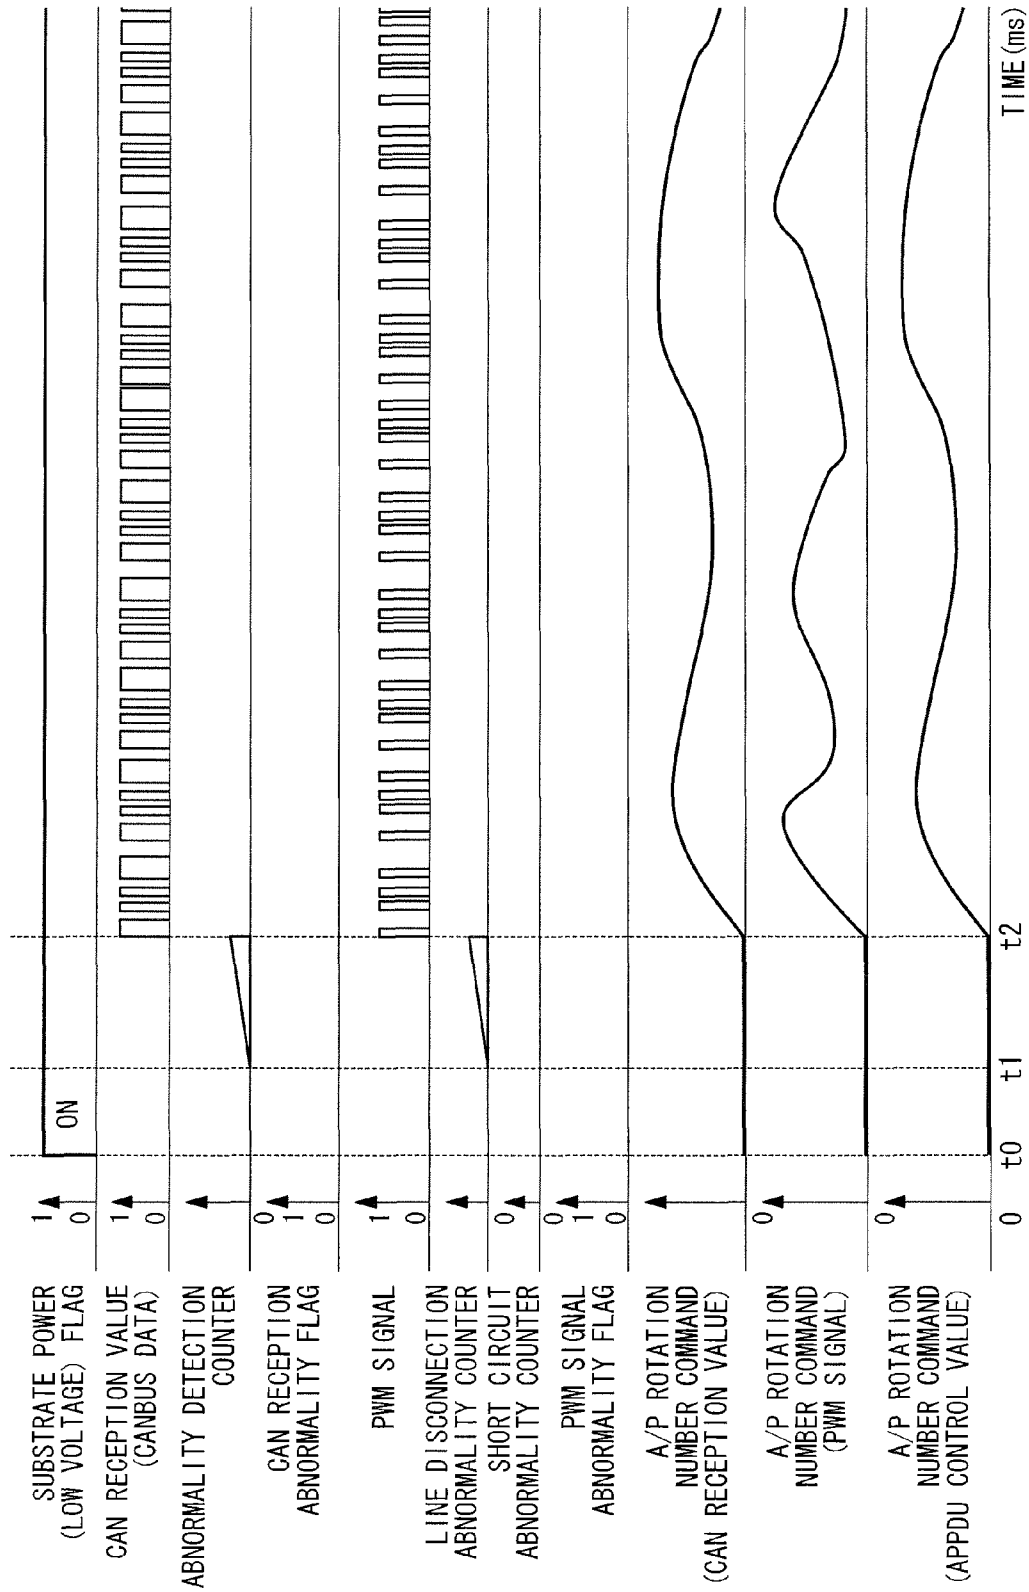 SUBSTRATE POWER
(LOW VOLTAGE) FLAG
1
0
ON
CAN RECEPTION VALUE
(CANBUS DATA)
1
0
ABNORMALITY DETECTION
COUNTER
0
CAN RECEPTION
ABNORMALITY FLAG
1
0
PWM SIGNAL
1
0
LINE DISCONNECTION
ABNORMALITY COUNTER
0
SHORT CIRCUIT
ABNORMALITY COUNTER
0
PWM SIGNAL
ABNORMALITY FLAG
1
0
A/P ROTATION
NUMBER COMMAND
(CAN RECEPTION VALUE)
0
A/P ROTATION
NUMBER COMMAND
(PWM SIGNAL)
0
A/P ROTATION
NUMBER COMMAND
(APPDU CONTROL VALUE)
0
t0
t1
t2
TIME(ms)